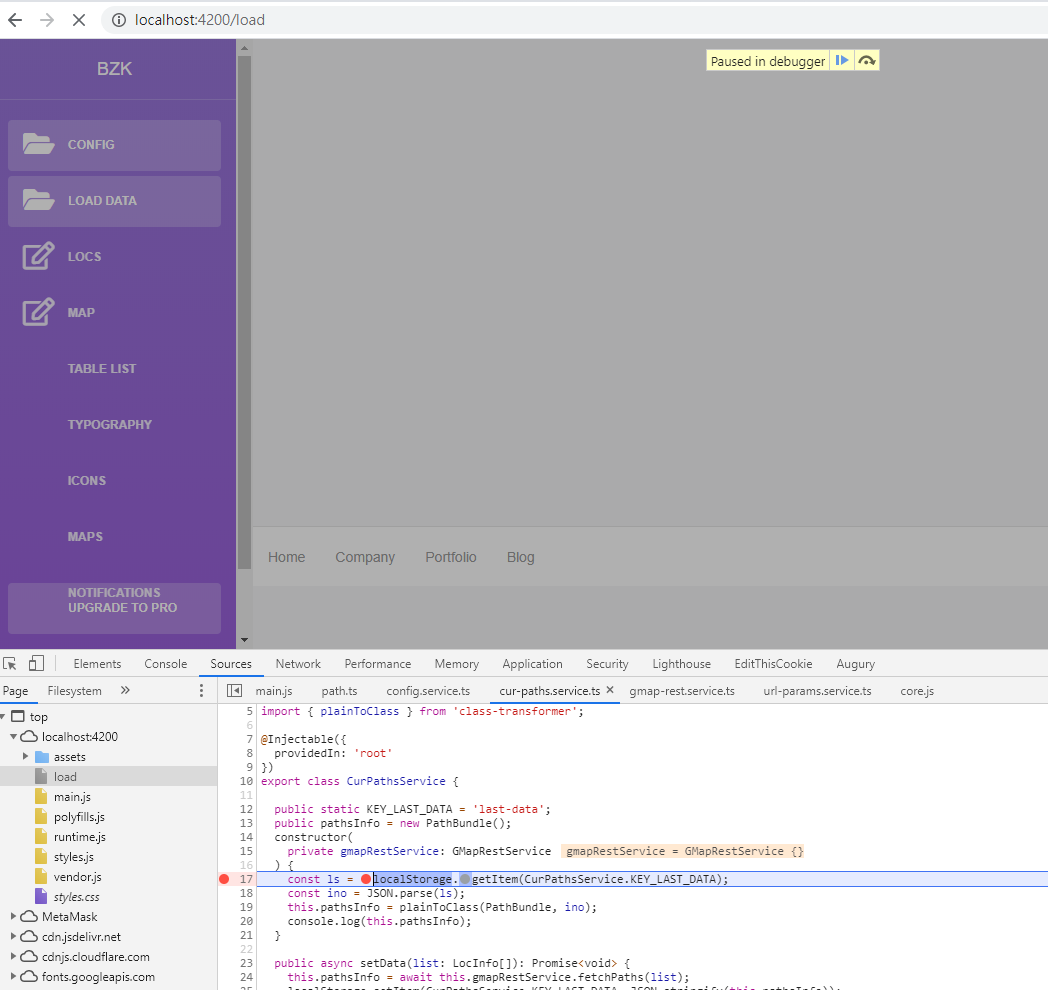 localhost:4200/load
BZK
Paused in debugger
CONFIG
LOAD DATA
LOCS
MAP
TABLE LIST
TYPOGRAPHY
ICONS
MAPS
NOTIFICATIONS
UPGRADE TO PRO
Home Company Portfolio Blog
Elements Console Sources Network Performance Memory Application Security Lighthouse EditThisCookie Augury
Page Filesystem »
main.js path.ts config.service.ts cur-paths.service.ts × gmap-rest.service.ts url-params.service.ts core.js
top
localhost:4200
assets
load
main.js
polyfills.js
runtime.js
styles.js
vendor.js
styles.css
MetaMask
cdn.jsdelivr.net
cdnjs.cloudflare.com
fonts.googleapis.com
5 import { plainToClass } from 'class-transformer';
6
7 @Injectable({
8 providedIn: 'root'
9 })
10 export class CurPathsService {
11
12 public static KEY_LAST_DATA = 'last-data';
13 public pathsInfo = new PathBundle();
14 constructor(
15 private gmapRestService: GMapRestService gmapRestService = GMapRestService {}
16 ) {
17 const ls = localStorage.getItem(CurPathsService.KEY_LAST_DATA);
18 const ino = JSON.parse(ls);
19 this.pathsInfo = plainToClass(PathBundle, ino);
20 console.log(this.pathsInfo);
21 }
22
23 public async setData(list: LocInfo[]): Promise<void> {
24 this.pathsInfo = await this.gmapRestService.fetchPaths(list);
25 localStorage.setItem(CurPathsService.KEY_LAST_DATA, JSON.stringify(this.pathsInfo));